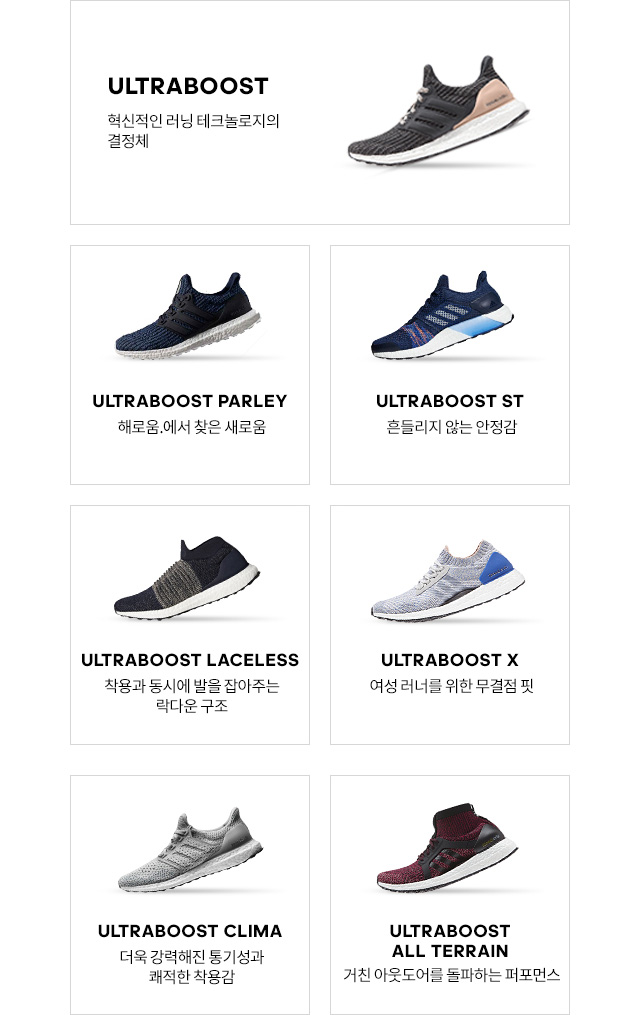 ULTRABOOST
혁신적인 러닝 테크놀로지의
결정체
ULTRABOOST PARLEY
해로움.에서 찾은 새로움
ULTRABOOST ST
흔들리지 않는 안정감
ULTRABOOST LACELESS
착용과 동시에 발을 잡아주는
락다운 구조
ULTRABOOST X
여성 러너를 위한 무결점 핏
ULTRABOOST CLIMA
더욱 강력해진 통기성과
쾌적한 착용감
ULTRABOOST
ALL TERRAIN
거친 아웃도어를 돌파하는 퍼포먼스